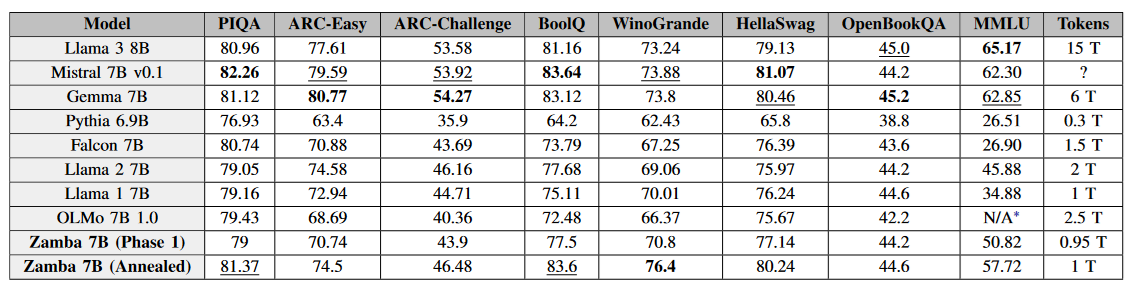 Model PIQA ARC-Easy ARC-Challenge BoolQ WinoGrande HellaSwag OpenBookQA MMLU Tokens
Llama 3 8B 80.96 77.61 53.58 81.16 73.24 79.13 45.0 65.17 15 T
Mistral 7B v0.1 82.26 79.59 53.92 83.64 73.88 81.07 44.2 62.30 ?
Gemma 7B 81.12 80.77 54.27 83.12 73.8 80.46 45.2 62.85 6 T
Pythia 6.9B 76.93 63.4 35.9 64.2 62.43 65.8 38.8 26.51 0.3 T
Falcon 7B 80.74 70.88 43.69 73.79 67.25 76.39 43.6 26.90 1.5 T
Llama 2 7B 79.05 74.58 46.16 77.68 69.06 75.97 44.2 45.88 2 T
Llama 1 7B 79.16 72.94 44.71 75.11 70.01 76.24 44.6 34.88 1 T
OLMo 7B 1.0 79.43 68.69 40.36 72.48 66.37 75.67 42.2 N/A* 2.5 T
Zamba 7B (Phase 1) 79 70.74 43.9 77.5 70.8 77.14 44.2 50.82 0.95 T
Zamba 7B (Annealed) 81.37 74.5 46.48 83.6 76.4 80.24 44.6 57.72 1 T